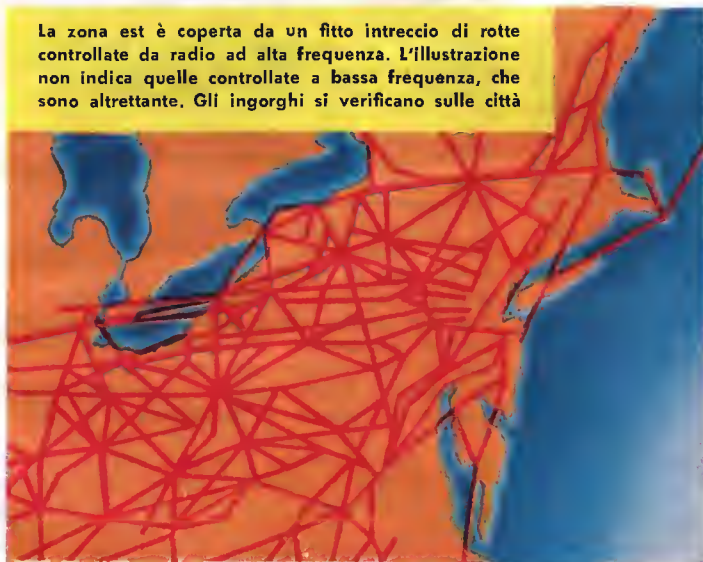 La zona est è coperta da un fitto intreccio di rotte
controllate da radio ad alta frequenza. L'illustrazione
non indica quelle controllate a bassa frequenza, che
sono altrettante. Gli ingorghi si verificano sulle città